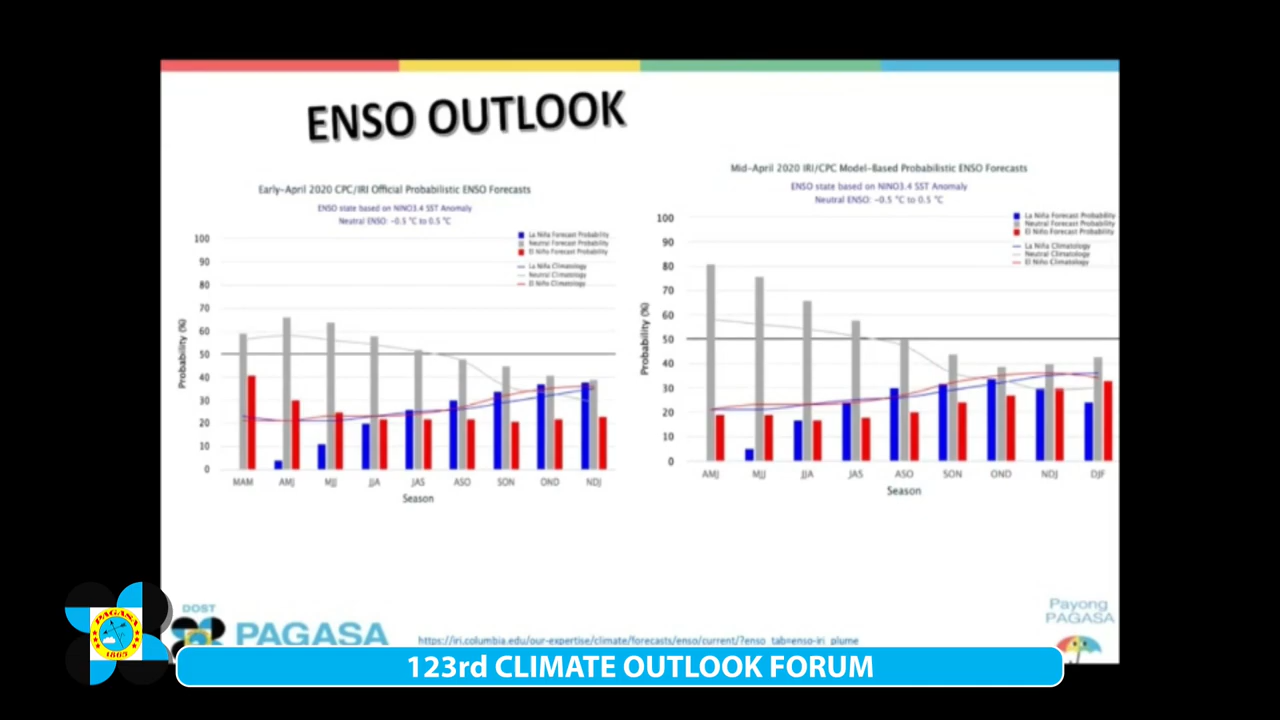 ENSO OUTLOOK
Early-April 2020 CPC/IRI Official Probabilistic ENSO Forecasts
ENSO state based on NINO3.4 SST Anomaly
Neutral ENSO: -0.5 °C to 0.5 °C
La Niña Forecast Probability
Neutral Forecast Probability
El Niño Forecast Probability
La Niña Climatology
Neutral Climatology
El Niño Climatology
Probability (%)
100
90
80
70
60
50
40
30
20
10
0
MAM AMJ MJJ JJA JAS ASO SON OND NDJ
Season
Mid-April 2020 IRI/CPC Model-Based Probabilistic ENSO Forecasts
ENSO state based on NINO3.4 SST Anomaly
Neutral ENSO: -0.5 °C to 0.5 °C
La Niña Forecast Probability
Neutral Forecast Probability
El Niño Forecast Probability
La Niña Climatology
Neutral Climatology
El Niño Climatology
Probability (%)
100
90
80
70
60
50
40
30
20
10
0
AMJ MJJ JJA JAS ASO SON OND NDJ DJF
Season
DOST
PAGASA
https://iri.columbia.edu/our-expertise/climate/forecasts/enso/current/?enso_tab=enso-iri_plume
Payong
PAGASA
PAGASA
1865
123rd CLIMATE OUTLOOK FORUM